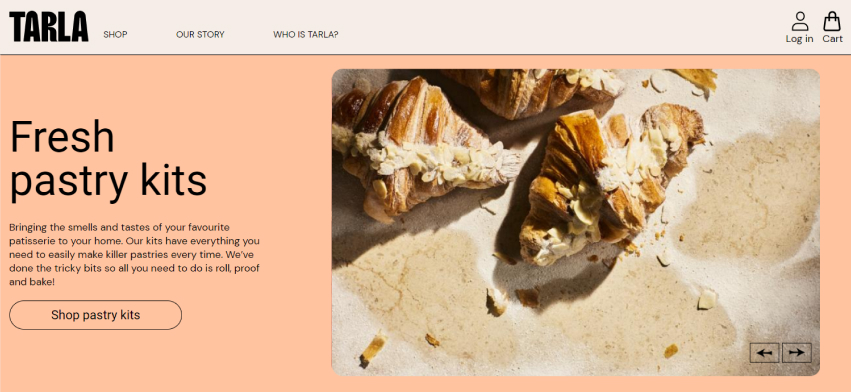 TARLA
SHOP
OUR STORY
WHO IS TARLA?
Log in
Cart
Fresh
pastry kits
Bringing the smells and tastes of your favourite
patisserie to your home. Our kits have everything you
need to easily make killer pastries every time. We've
done the tricky bits so all you need to do is roll, proof
and bake!
Shop pastry kits